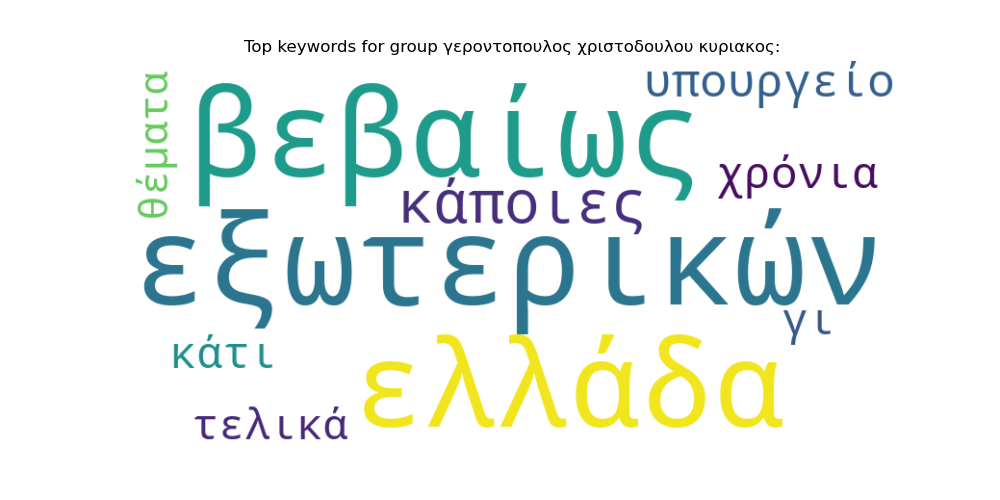 Top keywords for group γεροντοπουλος χριστοδουλου κυριακος:
υπουργείο
θέματα
βεβαίως
χρόνια
κάποιες
εξωτερικών
γι
κάτι
ελλάδα
τελικά